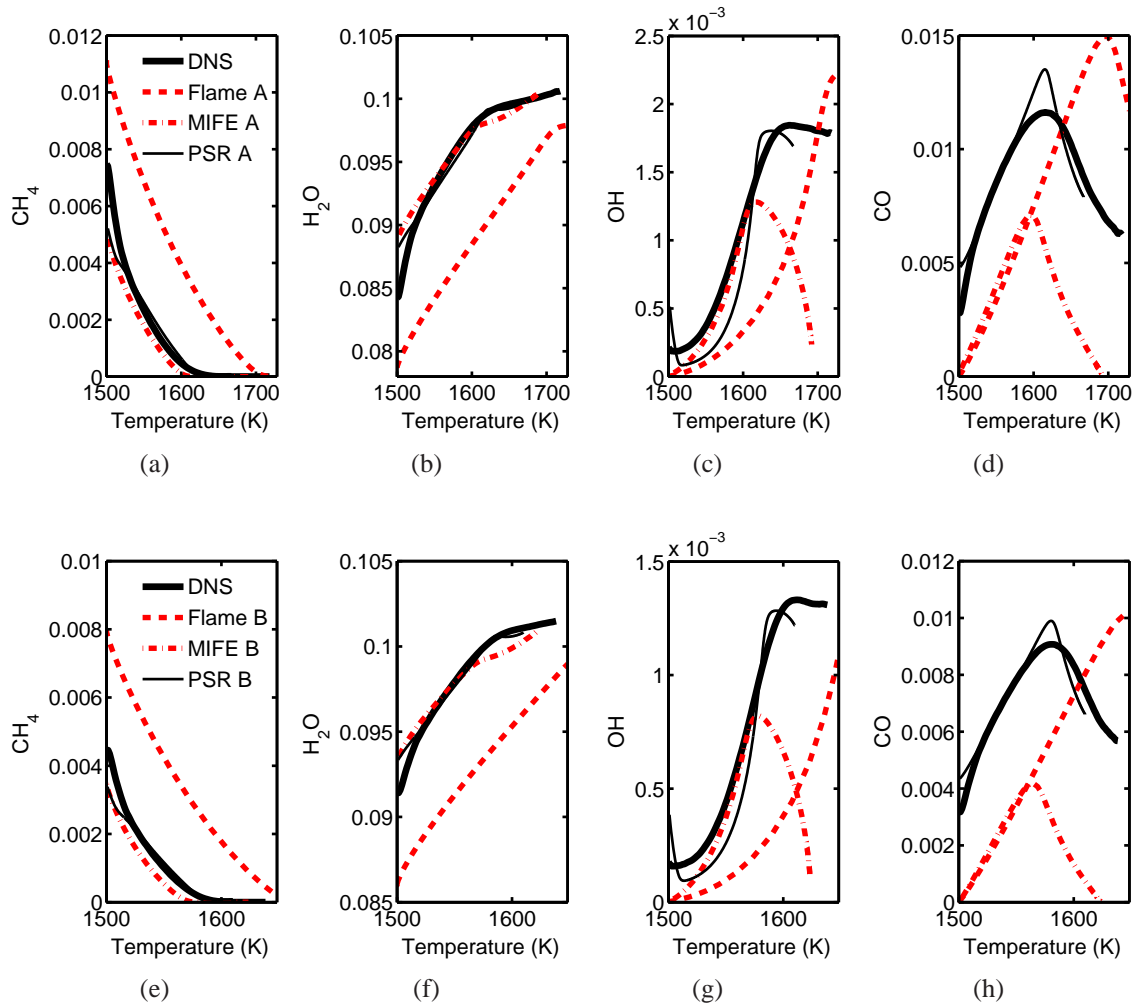 0.012
0.01
0.008
0.006
0.004
0.002
0
1500 1600 1700
CH4
Temperature (K)
DNS
Flame A
MIFE A
PSR A
(a)
0.105
0.1
0.095
0.09
0.085
0.08
1500 1600 1700
H2O
Temperature (K)
(b)
x 10−3
2.5
2
1.5
1
0.5
0
1500 1600 1700
OH
Temperature (K)
(c)
0.015
0.01
0.005
0
1500 1600 1700
CO
Temperature (K)
(d)
0.01
0.008
0.006
0.004
0.002
0
1500 1600
CH4
Temperature (K)
DNS
Flame B
MIFE B
PSR B
(e)
0.105
0.1
0.095
0.09
0.085
1500 1600
H2O
Temperature (K)
(f)
x 10−3
1.5
1
0.5
0
1500 1600
OH
Temperature (K)
(g)
0.012
0.01
0.008
0.006
0.004
0.002
0
1500 1600
CO
Temperature (K)
(h)